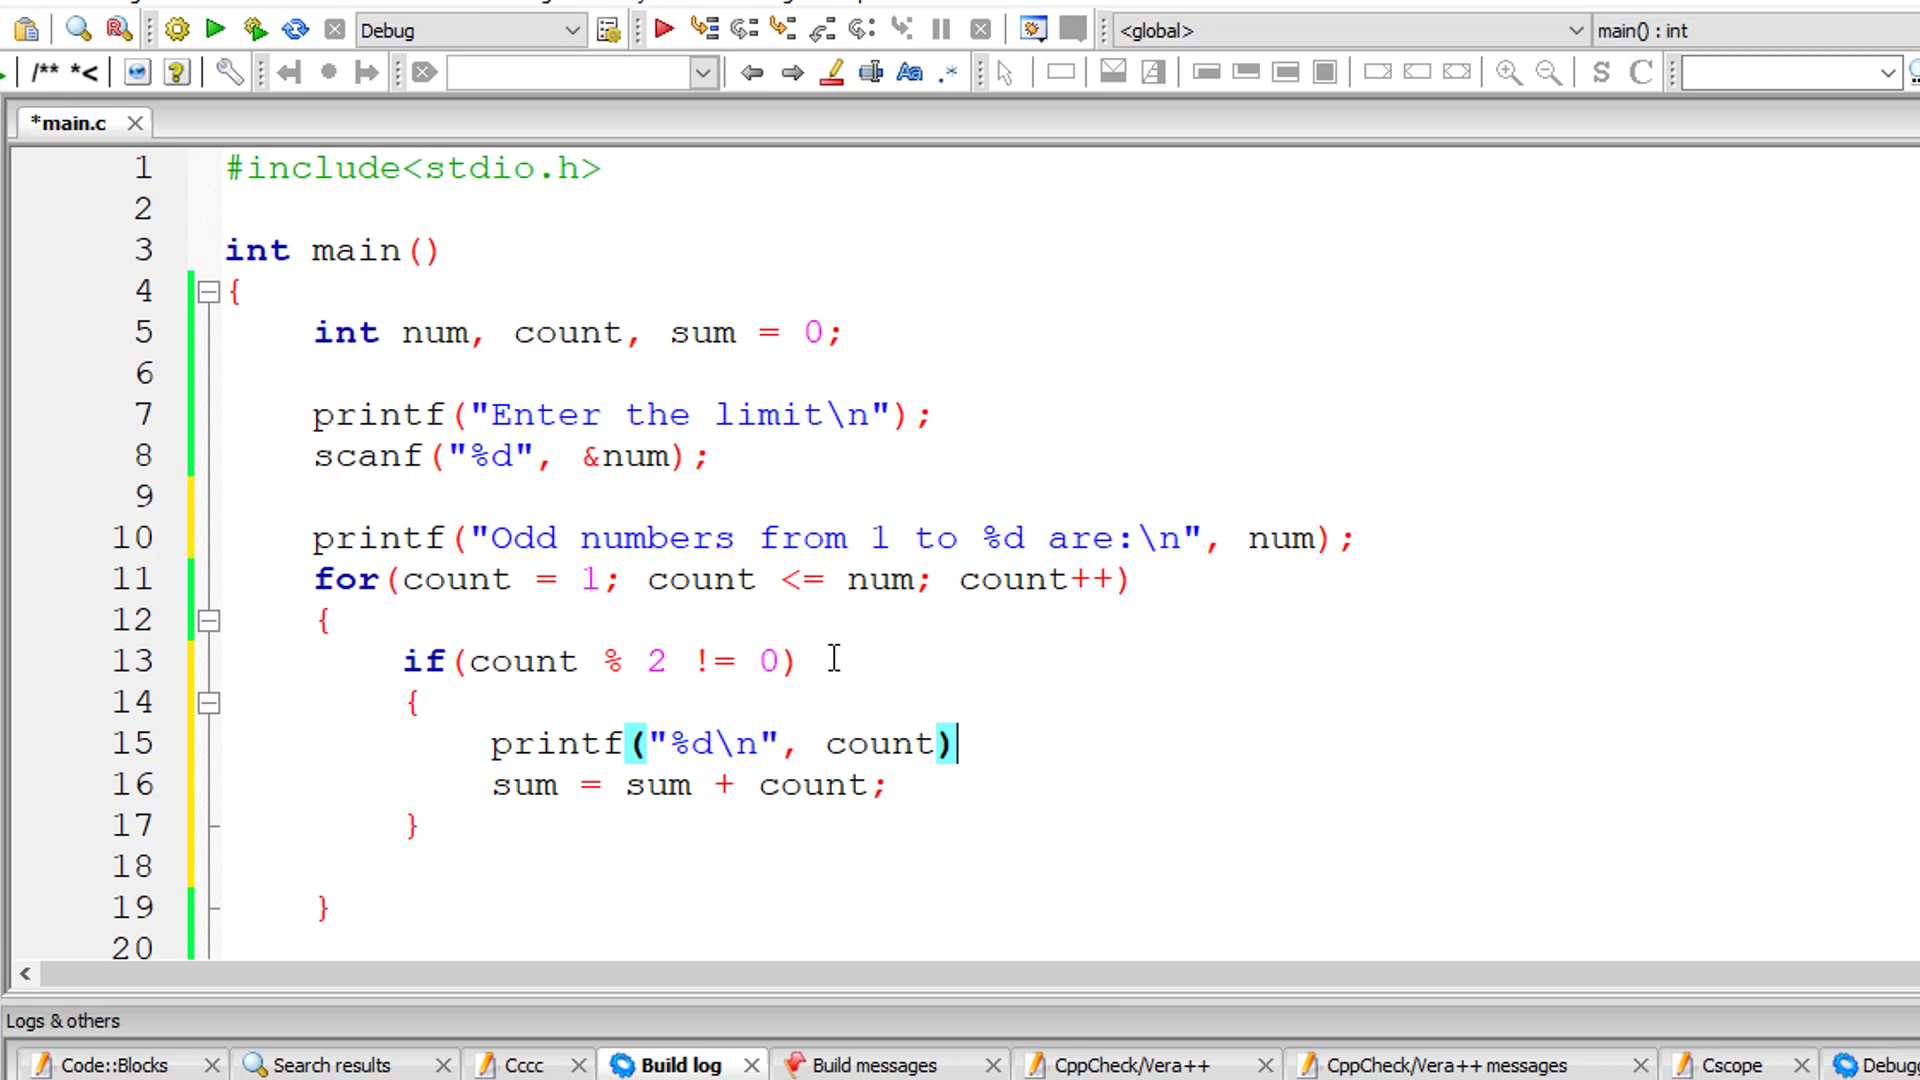 Debug
<global>
main() : int
/** *<
Aa .*
S C
*main.c
1 #include<stdio.h>
2
3 int main()
4 {
5 int num, count, sum = 0;
6
7 printf("Enter the limit\n");
8 scanf("%d", &num);
9
10 printf("Odd numbers from 1 to %d are:\n", num);
11 for(count = 1; count <= num; count++)
12 {
13 if(count % 2 != 0)
14 {
15 printf("%d\n", count)
16 sum = sum + count;
17 }
18
19 }
20
Logs & others
Code::Blocks Search results Cccc Build log Build messages CppCheck/Vera++ CppCheck/Vera++ messages Cscope